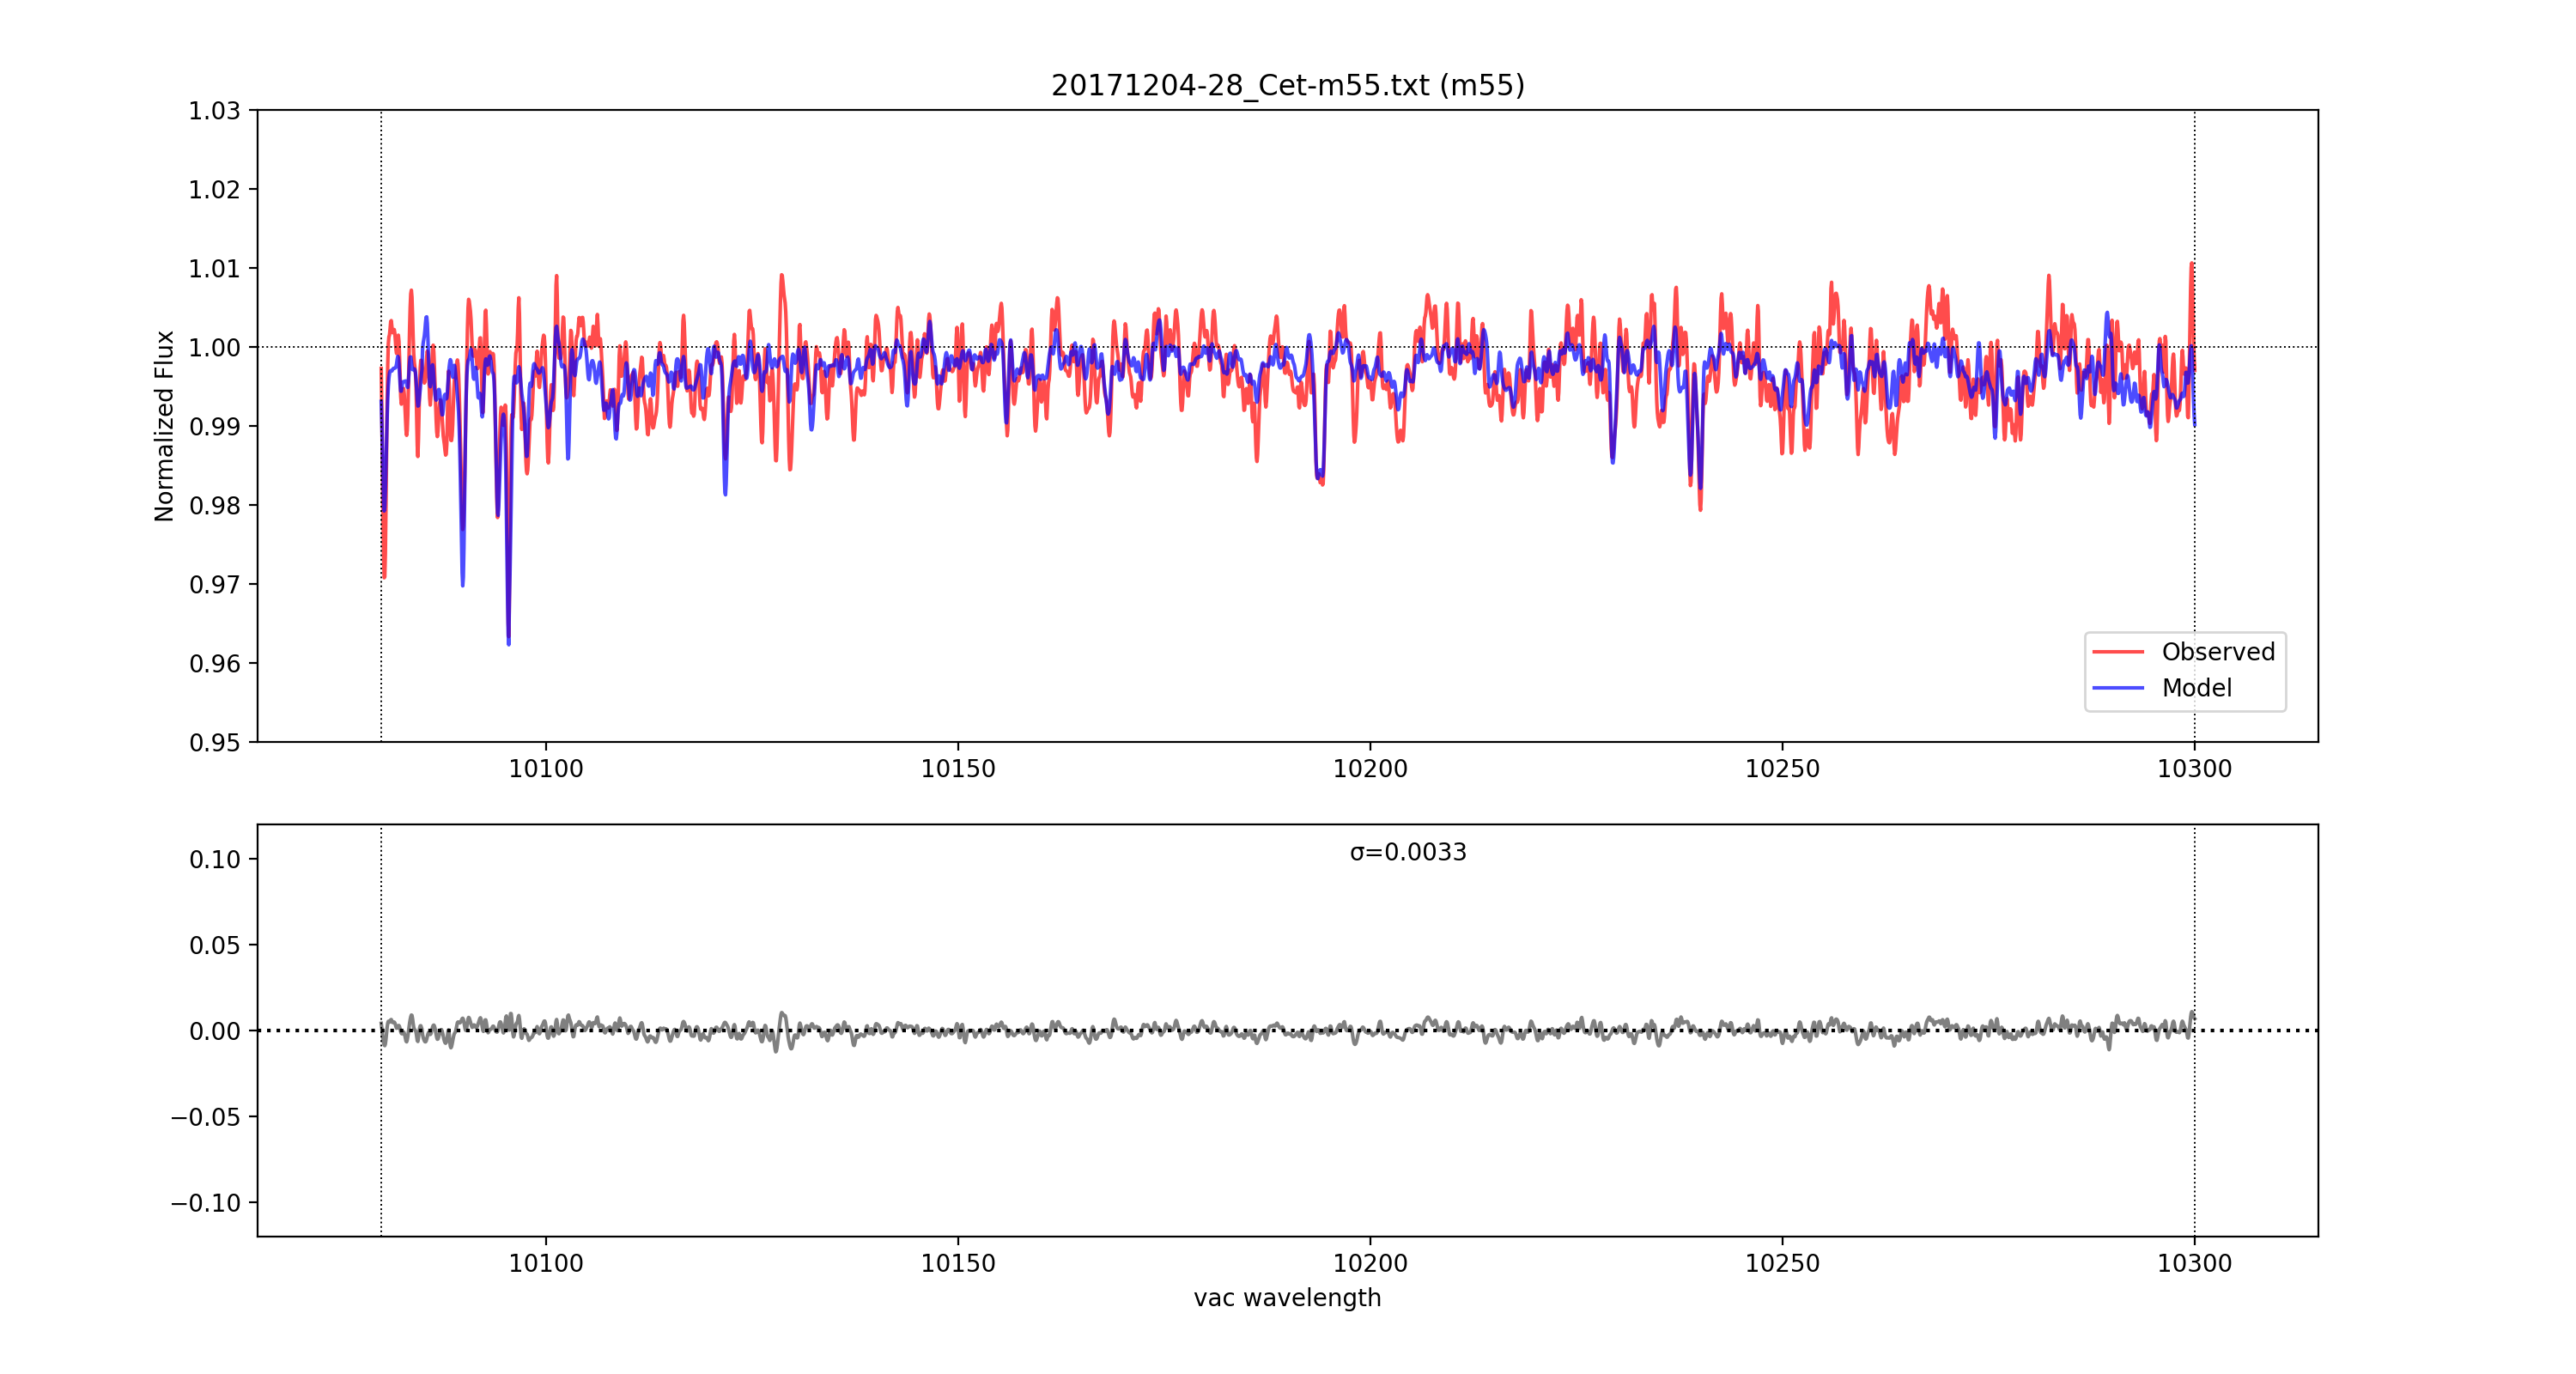 20171204-28_Cet-m55.txt (m55)
1.03
1.02
1.01
1.00
0.99
0.98
0.97
0.96
0.95
Normalized Flux
Observed
Model
10100 10150 10200 10250 10300
σ=0.0033
0.10
0.05
0.00
−0.05
−0.10
10100 10150 10200 10250 10300
vac wavelength